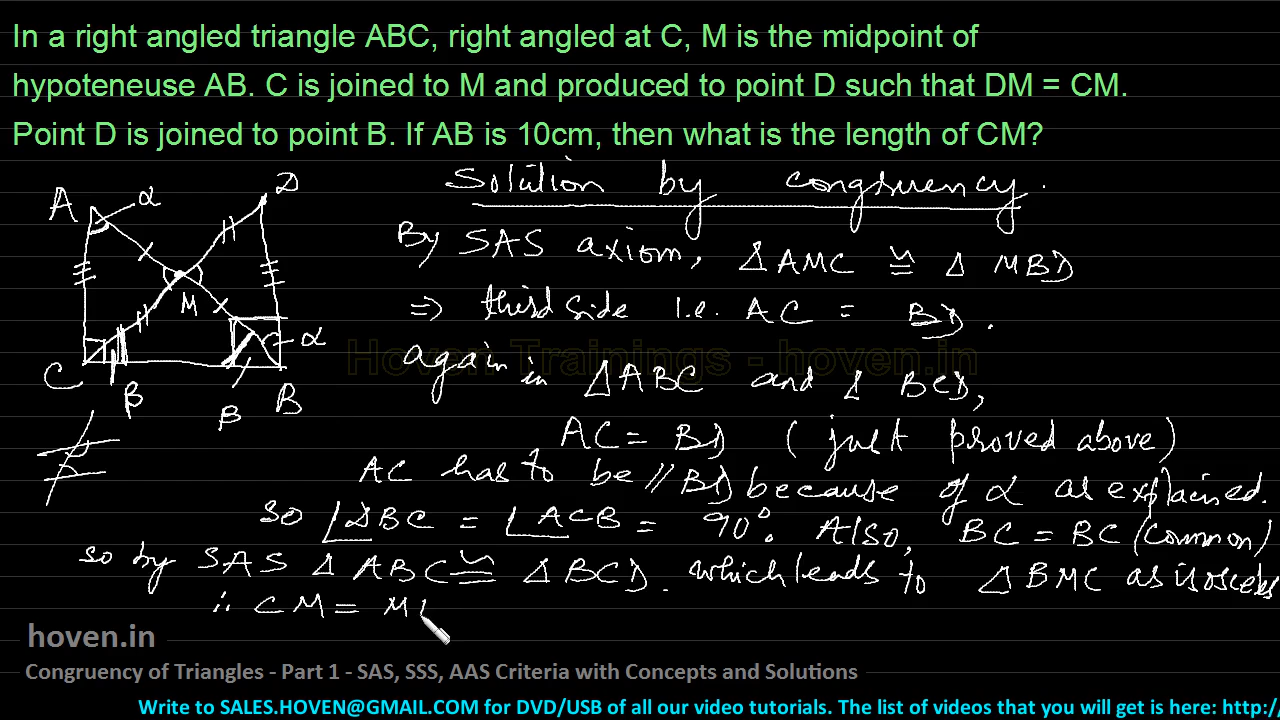 In a right angled triangle ABC, right angled at C, M is the midpoint of
hypoteneuse AB. C is joined to M and produced to point D such that DM = CM.
Point D is joined to point B. If AB is 10cm, then what is the length of CM?
Solution by congruency.
A α D
M
α
C β β B
By SAS axiom, Δ AMC ≅ Δ MBD
⇒ third side i.e. AC = BD.
again in Δ ABC and Δ BCD,
AC = BD (just proved above)
AC has to be // BD because of α as explained.
so ∠DBC = ∠ACB = 90°. Also, BC = BC (common)
so by SAS Δ ABC ≅ Δ BCD. which leads to Δ BMC as isosceles
∴ CM = M
Hoven Trainings - hoven.in
hoven.in
Congruency of Triangles - Part 1 - SAS, SSS, AAS Criteria with Concepts and Solutions
Write to SALES.HOVEN@GMAIL.COM for DVD/USB of all our video tutorials. The list of videos that you will get is here: http:/